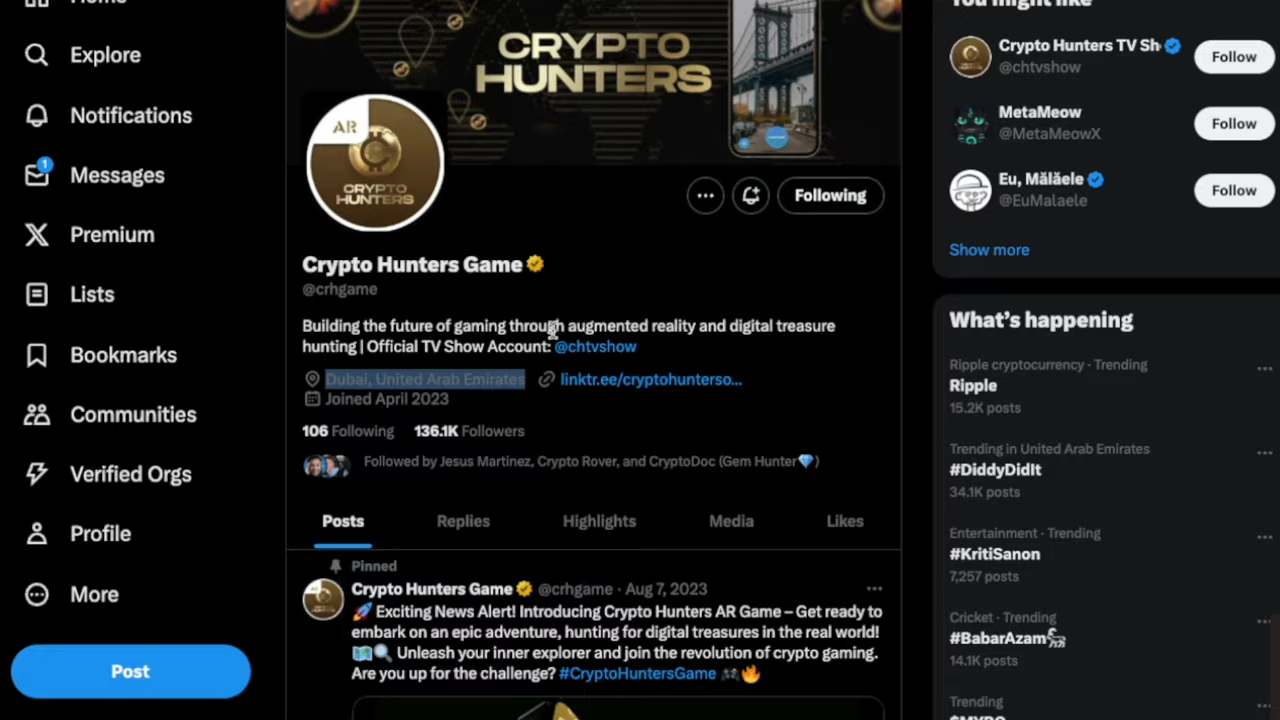 Home
Explore
Notifications
1
Messages
Premium
Lists
Bookmarks
Communities
Verified Orgs
Profile
More
Post
CRYPTO
HUNTERS
AR
CRYPTO
HUNTERS
Following
Crypto Hunters Game
@crhgame
Building the future of gaming through augmented reality and digital treasure
hunting | Official TV Show Account: @chtvshow
Dubai, United Arab Emirates linktr.ee/cryptohunterso...
Joined April 2023
106 Following 136.1K Followers
Followed by Jesus Martinez, Crypto Rover, and CryptoDoc (Gem Hunter💎)
Posts Replies Highlights Media Likes
Pinned
Crypto Hunters Game @crhgame · Aug 7, 2023
🚀 Exciting News Alert! Introducing Crypto Hunters AR Game – Get ready to
embark on an epic adventure, hunting for digital treasures in the real world!
🗺️🔍 Unleash your inner explorer and join the revolution of crypto gaming.
Are you up for the challenge? #CryptoHuntersGame 🎮🔥
You might like
Crypto Hunters TV Sh
@chtvshow
Follow
MetaMeow
@MetaMeowX
Follow
Eu, Mălăele
@EuMalaele
Follow
Show more
What's happening
Ripple cryptocurrency · Trending
Ripple
15.2K posts
Trending in United Arab Emirates
#DiddyDidIt
34.1K posts
Entertainment · Trending
#KritiSanon
7,257 posts
Cricket · Trending
#BabarAzam
14.1K posts
Trending